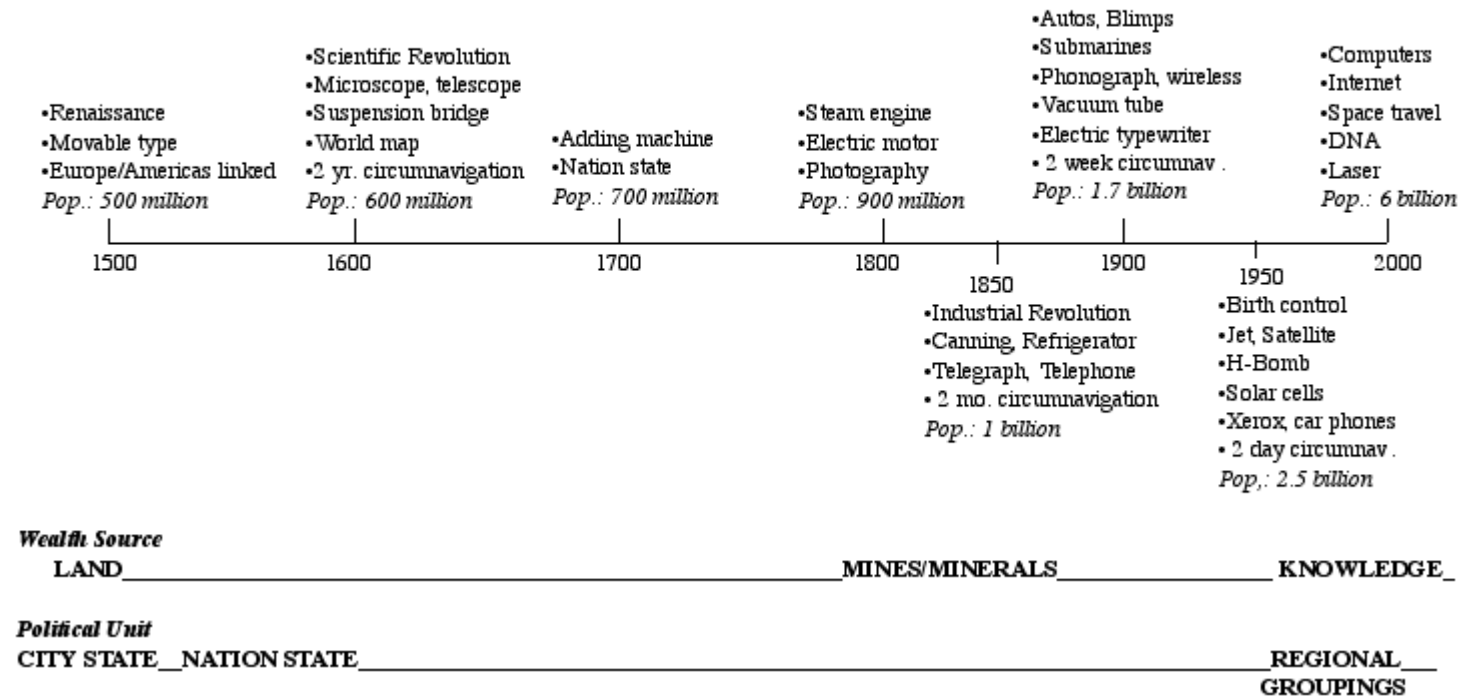 •Renaissance
•Movable type
•Europe/Americas linked
Pop.: 500 million
•Scientific Revolution
•Microscope, telescope
•Suspension bridge
•World map
•2 yr. circumnavigation
Pop.: 600 million
•Adding machine
•Nation state
Pop.: 700 million
•Steam engine
•Electric motor
•Photography
Pop.: 900 million
•Autos, Blimps
•Submarines
•Phonograph, wireless
•Vacuum tube
•Electric typewriter
• 2 week circumnav .
Pop.: 1.7 billion
•Computers
•Internet
•Space travel
•DNA
•Laser
Pop.: 6 billion
1500
1600
1700
1800
1850
1900
1950
2000
•Industrial Revolution
•Canning, Refrigerator
•Telegraph, Telephone
• 2 mo. circumnavigation
Pop.: 1 billion
•Birth control
•Jet, Satellite
•H-Bomb
•Solar cells
•Xerox, car phones
• 2 day circumnav .
Pop,: 2.5 billion
Wealth Source
LAND MINES/MINERALS KNOWLEDGE
Political Unit
CITY STATE NATION STATE REGIONAL
GROUPINGS